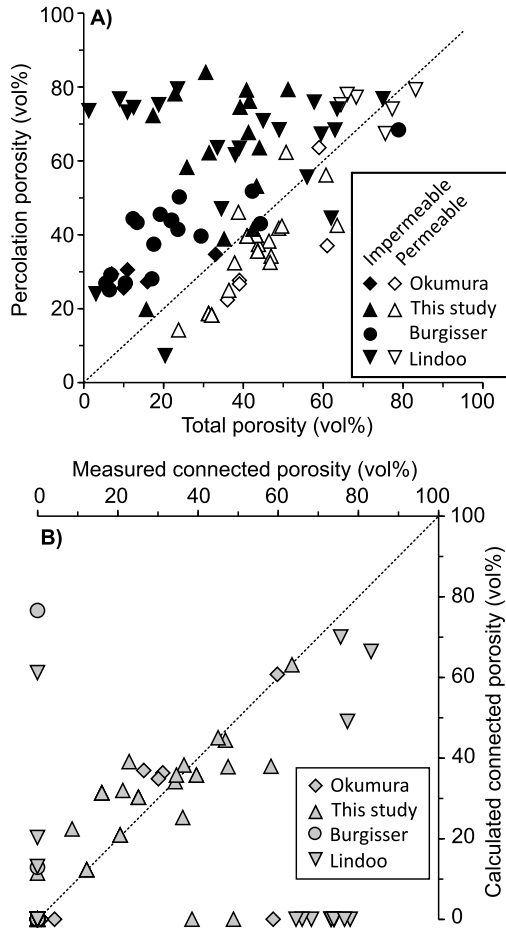 A)
Percolation porosity (vol%)
100
80
60
40
20
0
0 20 40 60 80 100
Total porosity (vol%)
Impermeable
Permeable
Okumura
This study
Burgisser
Lindoo
Measured connected porosity (vol%)
0 20 40 60 80 100
B)
100
80
60
40
20
0
Calculated connected porosity (vol%)
Okumura
This study
Burgisser
Lindoo